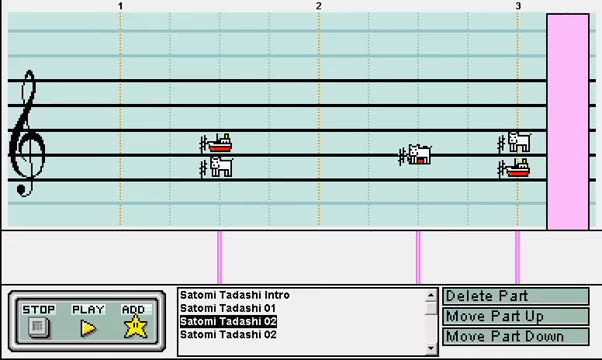 1 2 3
STOP PLAY ADD
Satomi Tadashi Intro
Satomi Tadashi 01
Satomi Tadashi 02
Satomi Tadashi 02
Delete Part
Move Part Up
Move Part Down